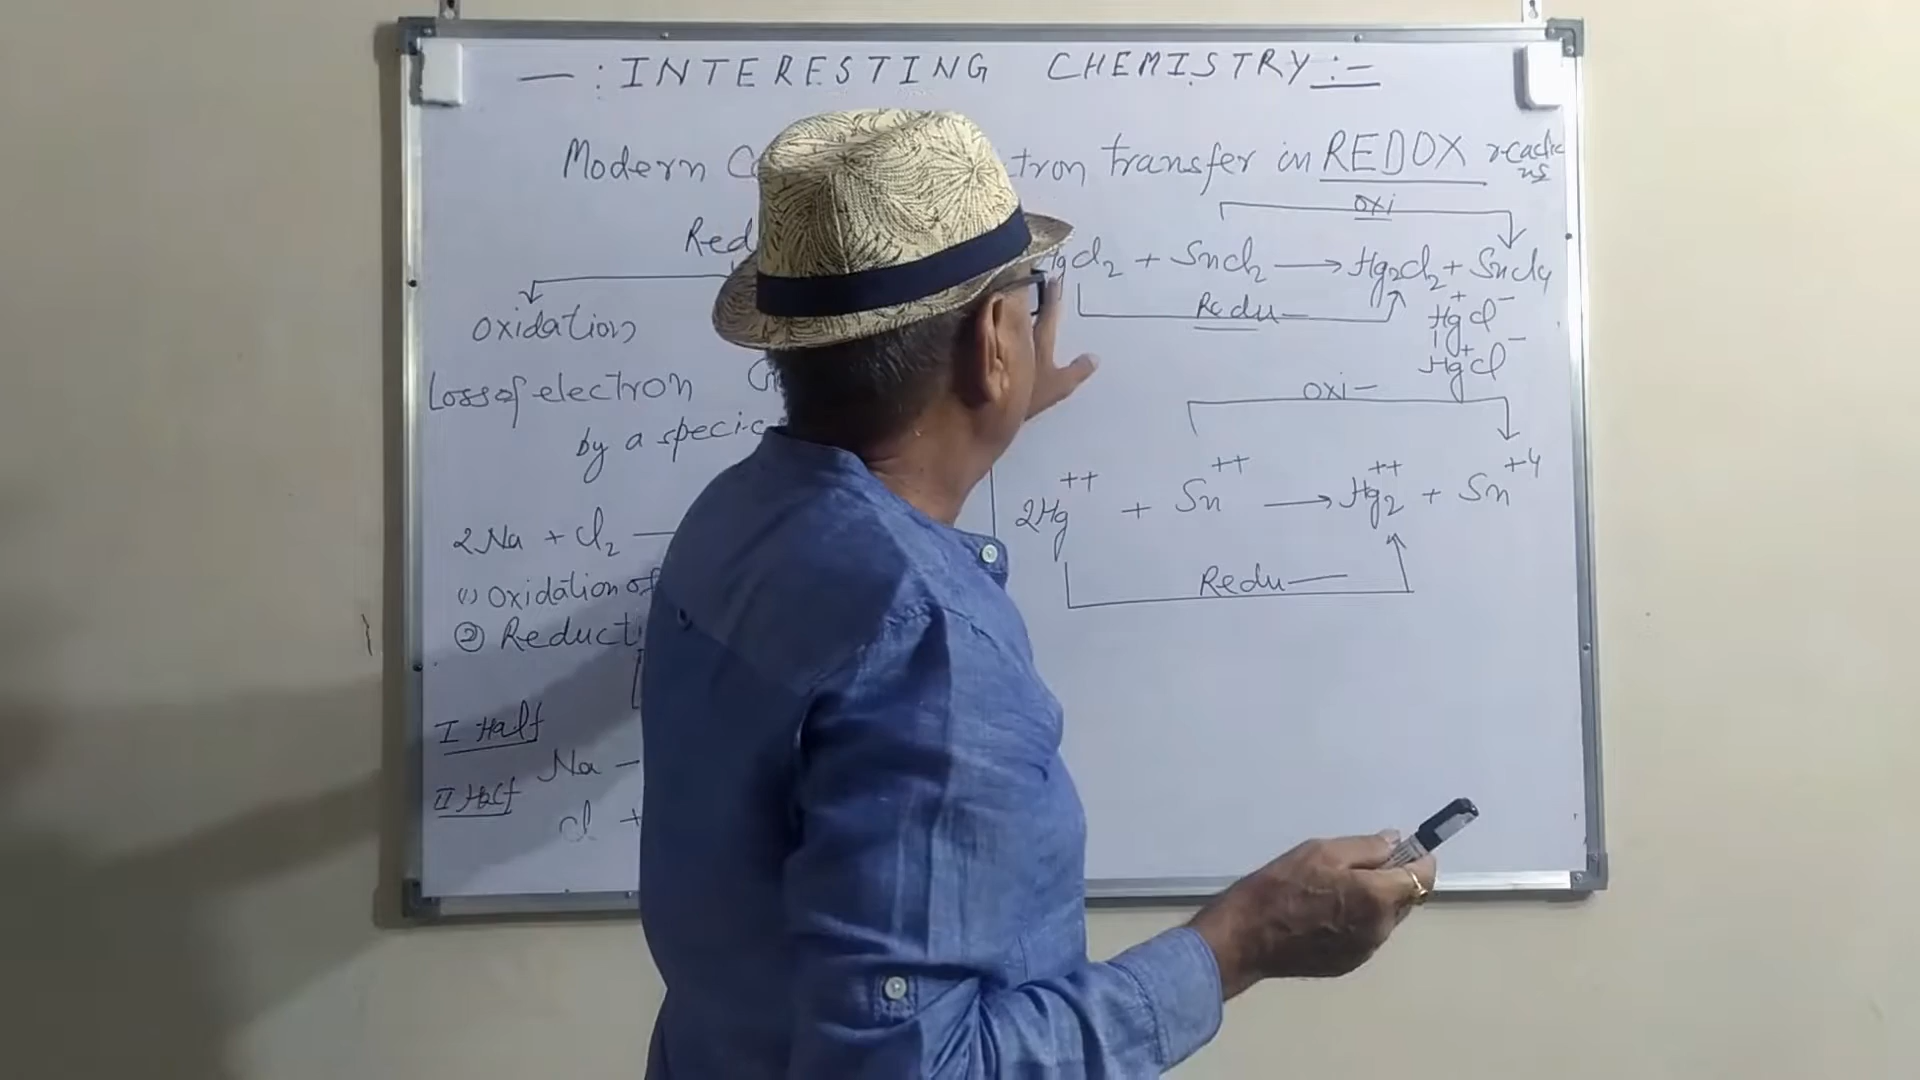 — : INTERESTING CHEMISTRY : =
Modern C tron transfer in REDOX
Red
Oxidation
Loss of electron
by a specie
2Na + Cl₂ —
(1) Oxidation of
② Reducti
I Half
Na —
II Half
Cl +
oxi
HgCl₂ + SnCl₂ ⟶ Hg₂Cl₂ + SnCl₄
Redu—
Hg⁺Cl⁻
Hg⁺Cl⁻
oxi—
2Hg⁺⁺ + Sn⁺⁺ ⟶ Hg₂⁺⁺ + Sn⁺⁴
Redu—